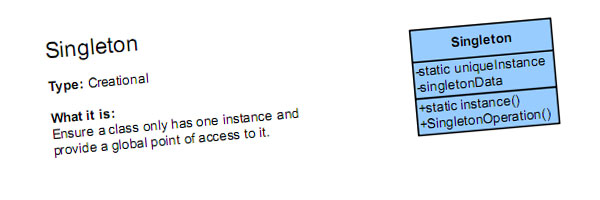 Singleton
Type: Creational
What it is:
Ensure a class only has one instance and
provide a global point of access to it.
Singleton
-static uniqueInstance
-singletonData
+static instance()
+SingletonOperation()